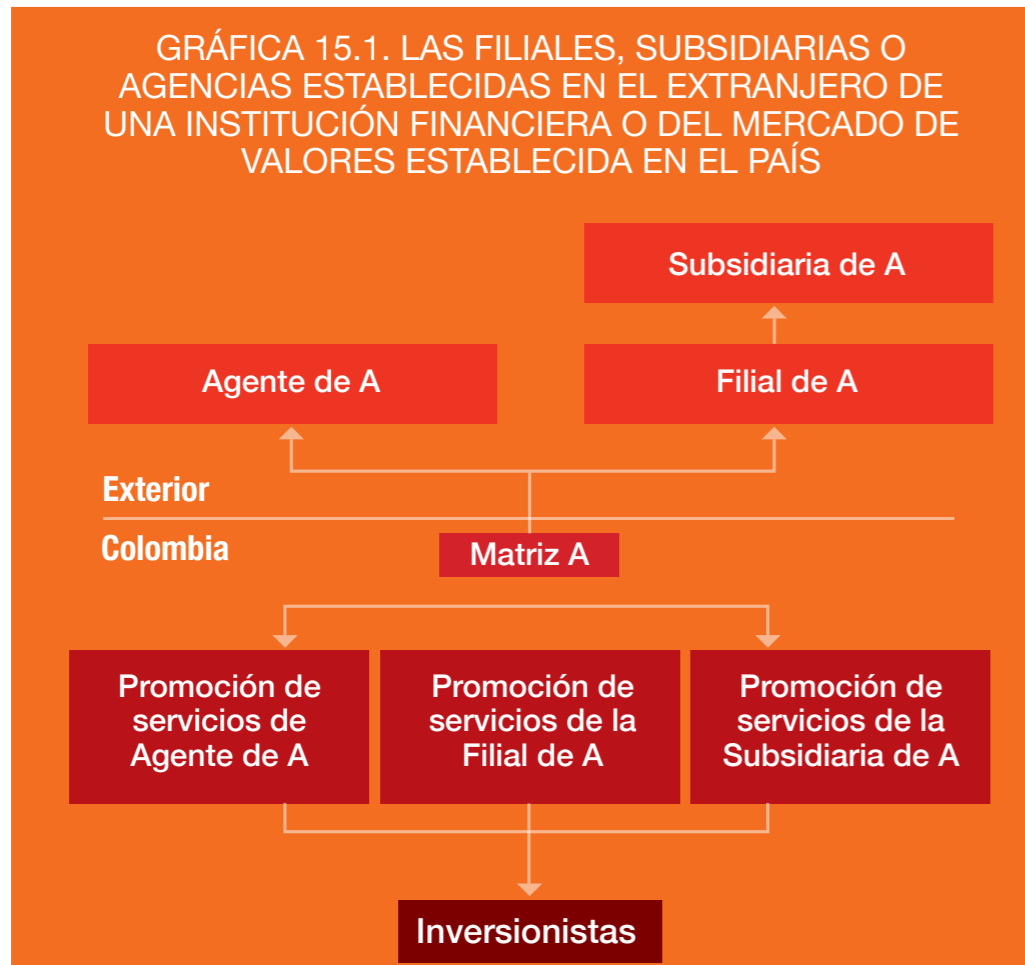 GRÁFICA 15.1. LAS FILIALES, SUBSIDIARIAS O
AGENCIAS ESTABLECIDAS EN EL EXTRANJERO DE
UNA INSTITUCIÓN FINANCIERA O DEL MERCADO DE
VALORES ESTABLECIDA EN EL PAÍS
Subsidiaria de A
Agente de A
Filial de A
Exterior
Colombia
Matriz A
Promoción de
servicios de
Agente de A
Promoción de
servicios de la
Filial de A
Promoción de
servicios de la
Subsidiaria de A
Inversionistas